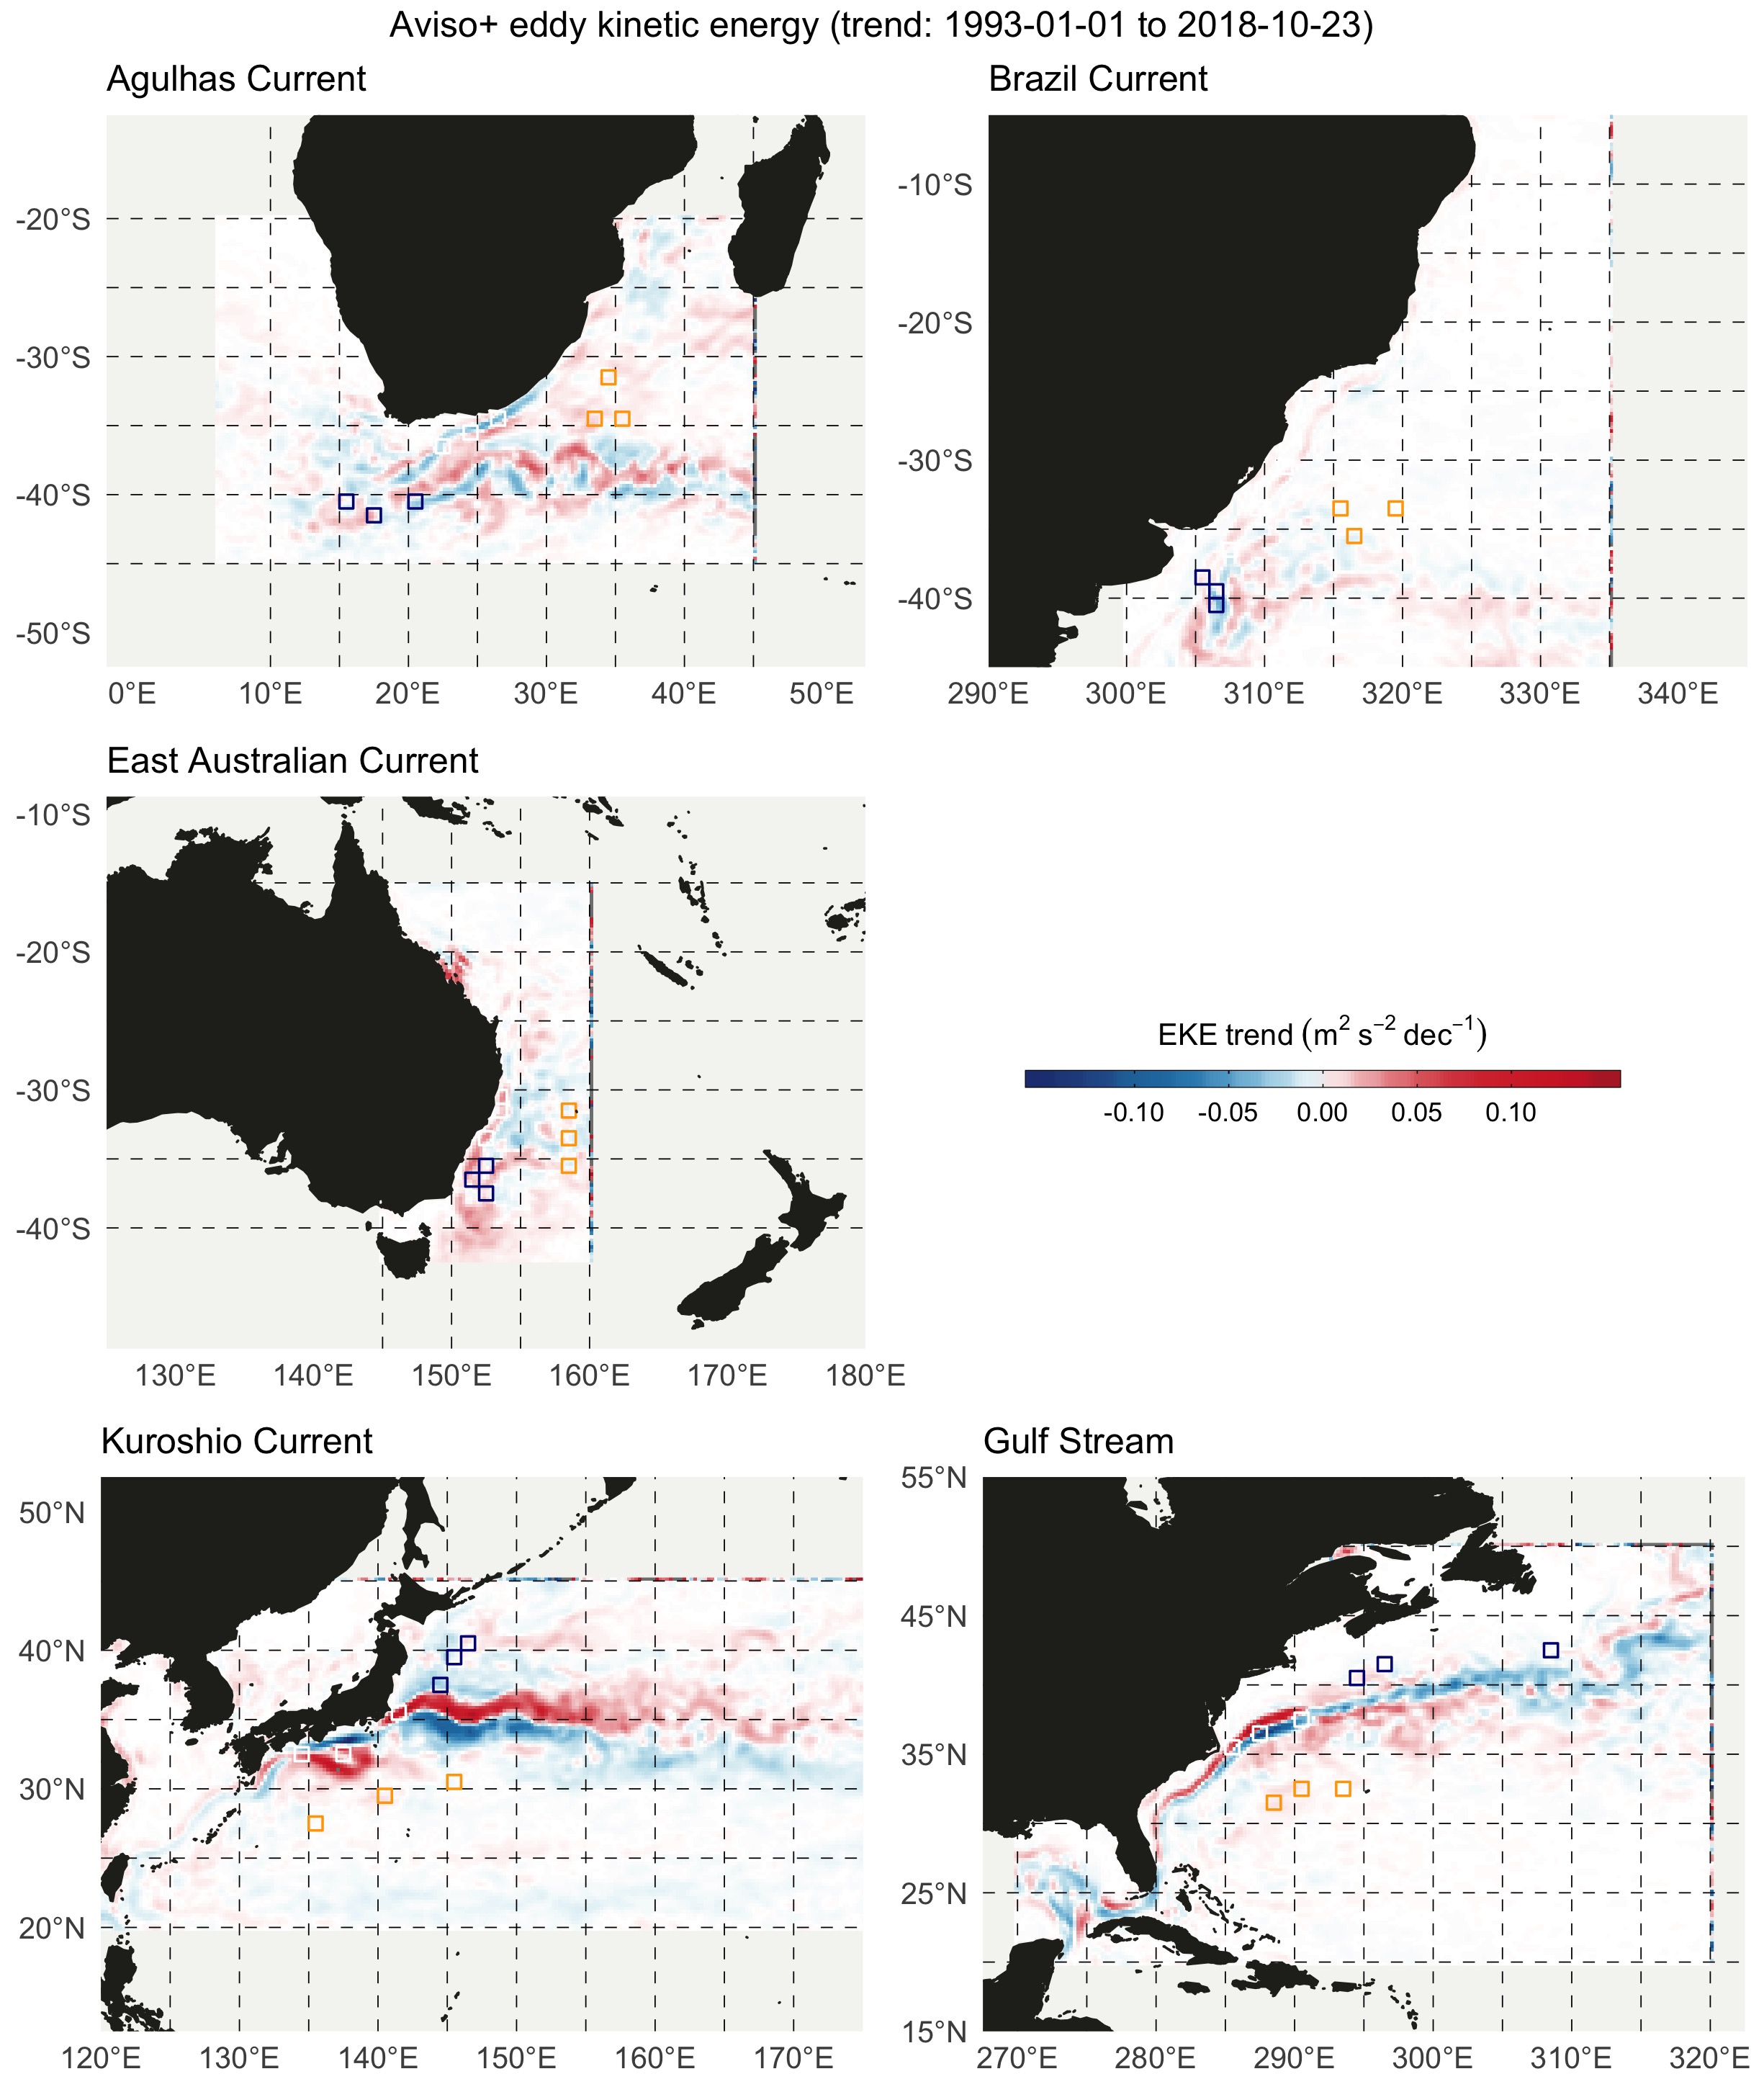 Aviso+ eddy kinetic energy (trend: 1993-01-01 to 2018-10-23)
Agulhas Current
-20°S
-30°S
-40°S
-50°S
0°E 10°E 20°E 30°E 40°E 50°E
Brazil Current
-10°S
-20°S
-30°S
-40°S
290°E 300°E 310°E 320°E 330°E 340°E
East Australian Current
-10°S
-20°S
-30°S
-40°S
130°E 140°E 150°E 160°E 170°E 180°E
EKE trend (m² s⁻² dec⁻¹)
-0.10 -0.05 0.00 0.05 0.10
Kuroshio Current
50°N
40°N
30°N
20°N
120°E 130°E 140°E 150°E 160°E 170°E
Gulf Stream
55°N
45°N
35°N
25°N
15°N
270°E 280°E 290°E 300°E 310°E 320°E